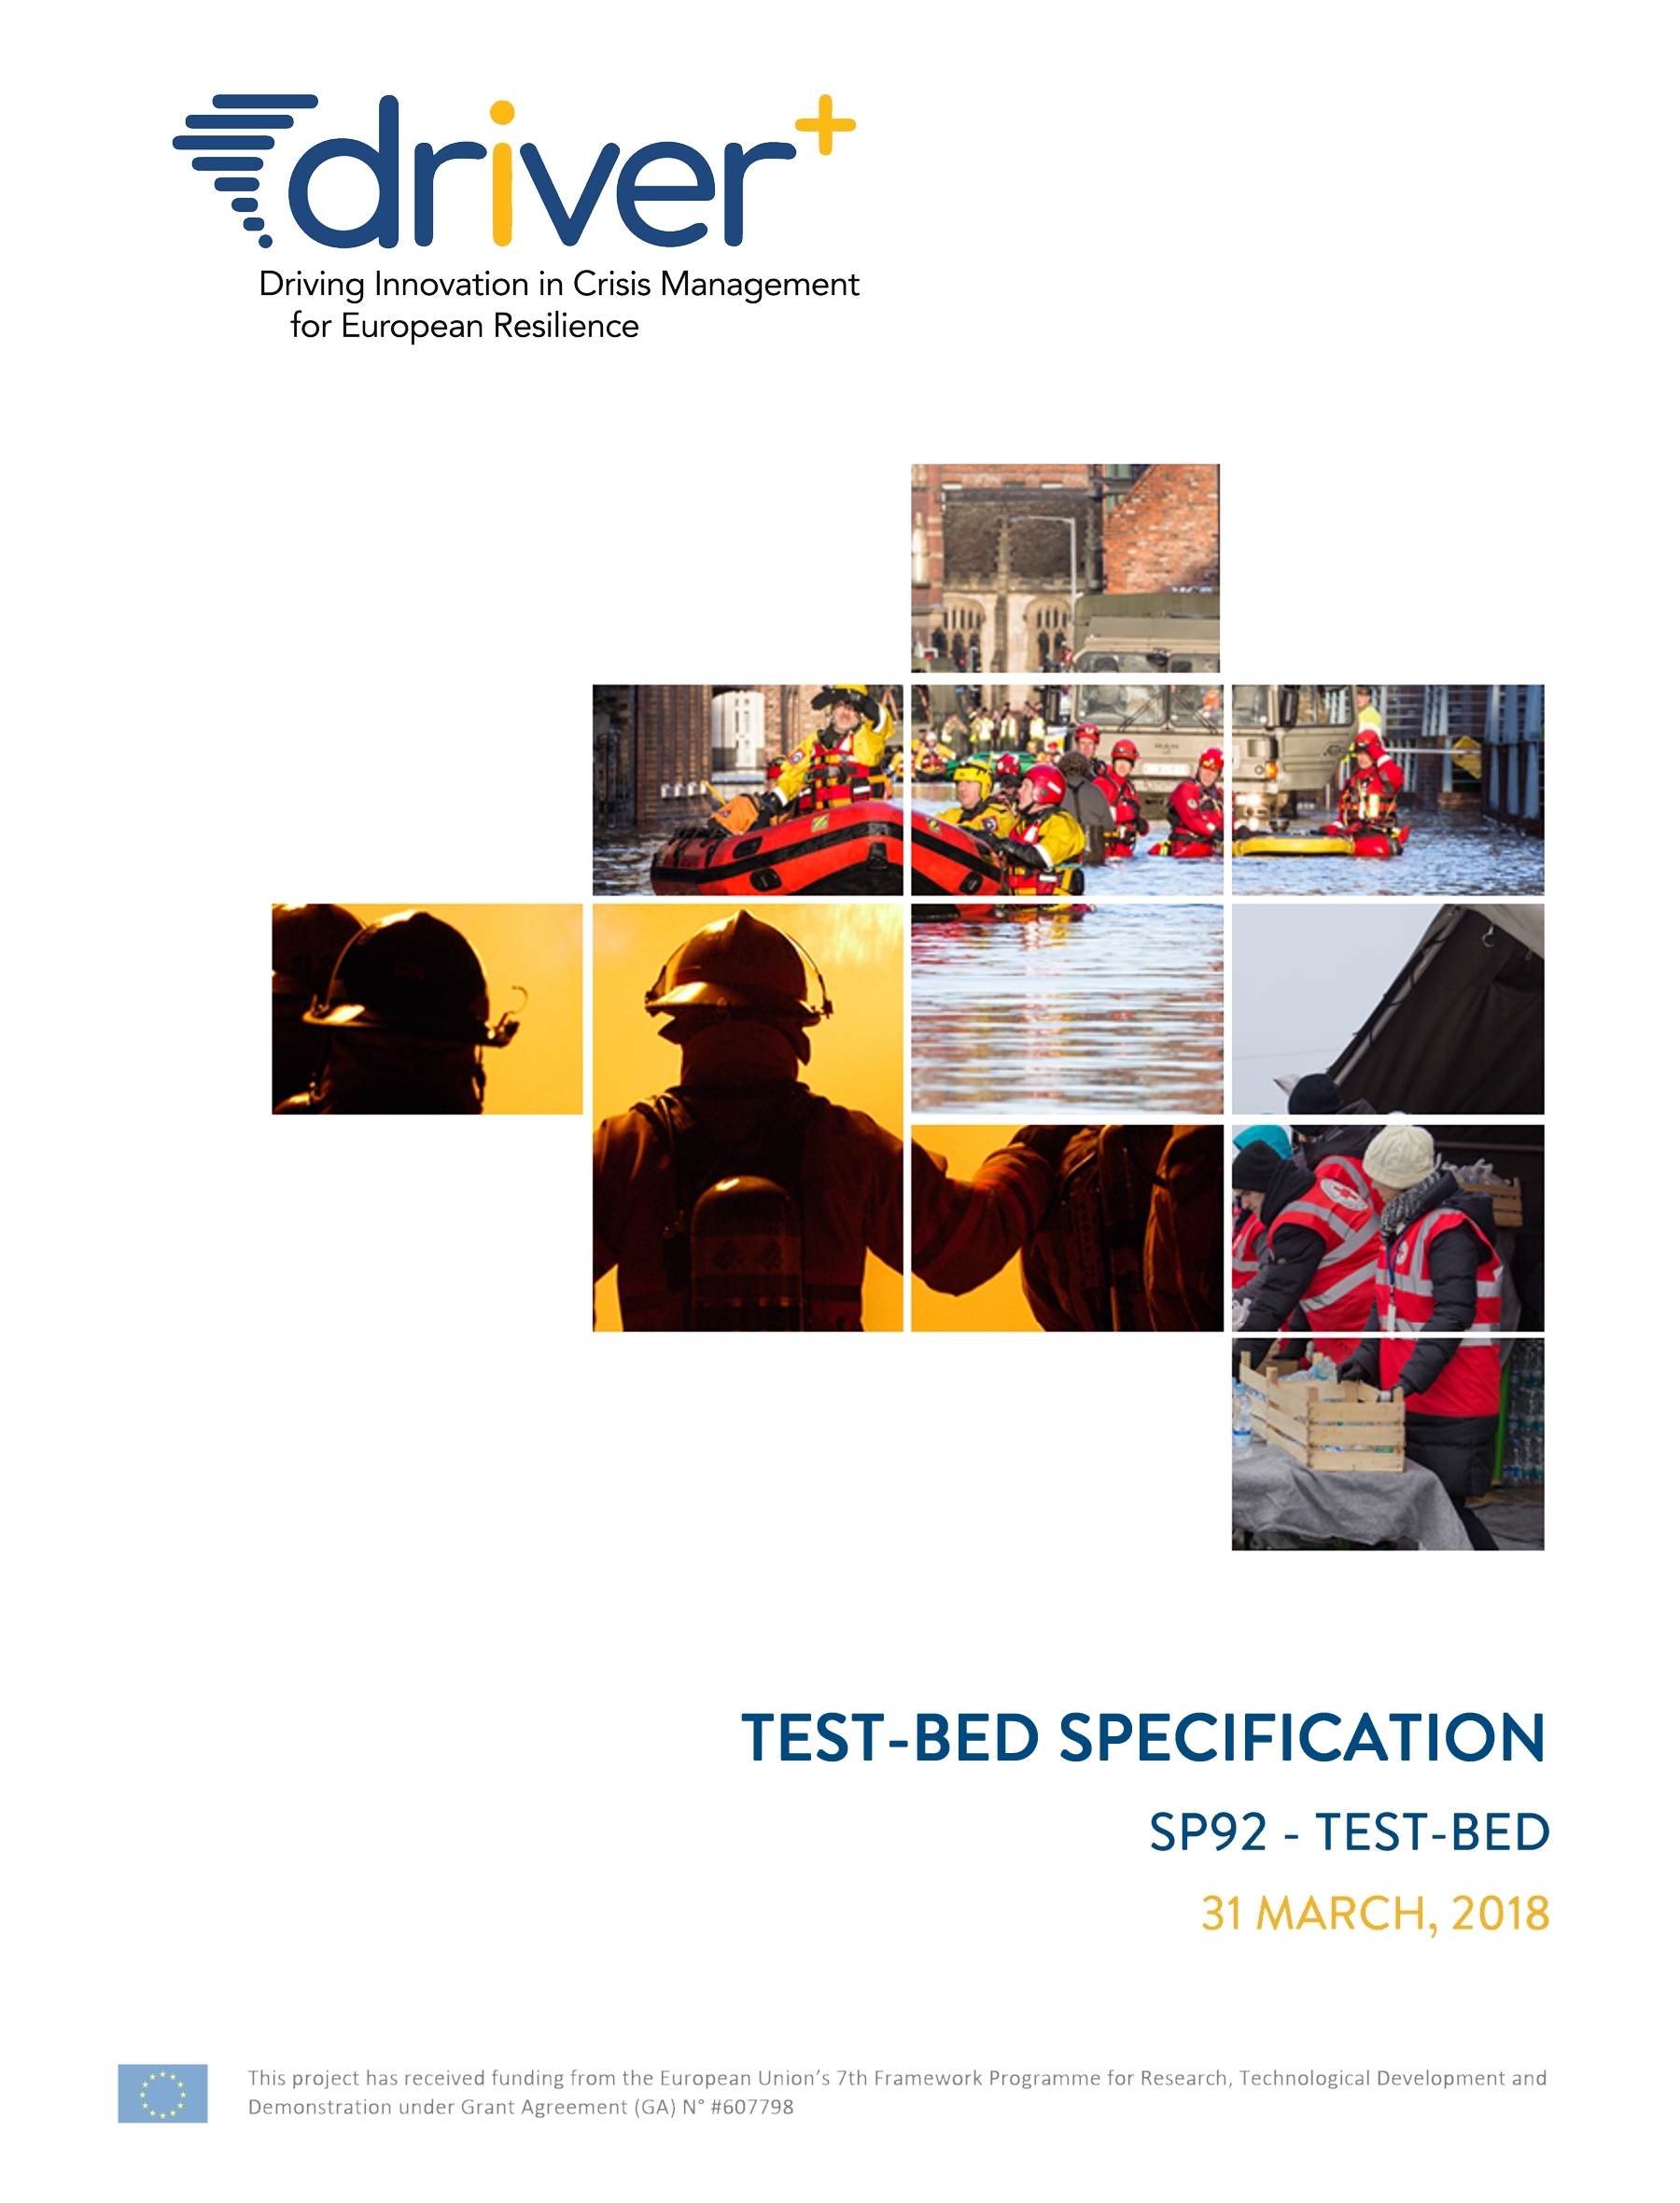 driver+
Driving Innovation in Crisis Management
for European Resilience
TEST-BED SPECIFICATION
SP92 - TEST-BED
31 MARCH, 2018
This project has received funding from the European Union's 7th Framework Programme for Research, Technological Development and
Demonstration under Grant Agreement (GA) N° #607798